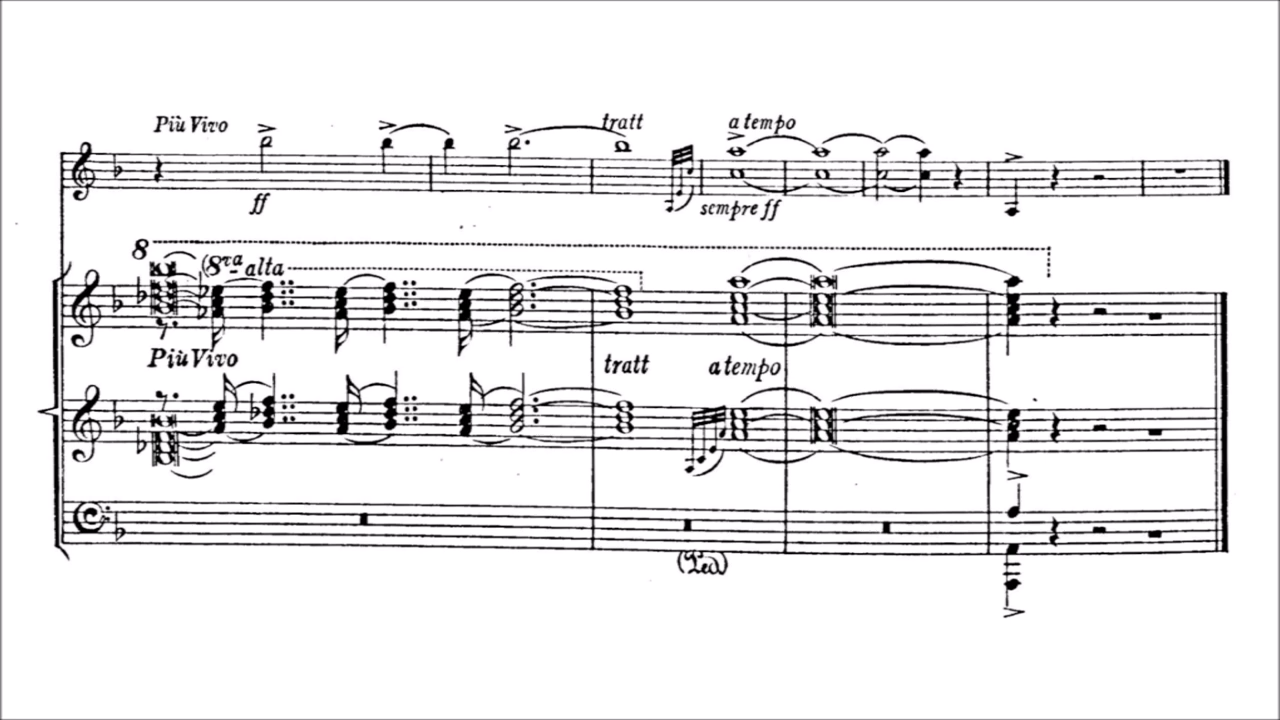 Più Vivo
tratt
a tempo
ff
sempre ff
8
(8va alta
Più Vivo
tratt
a tempo
(Ped)